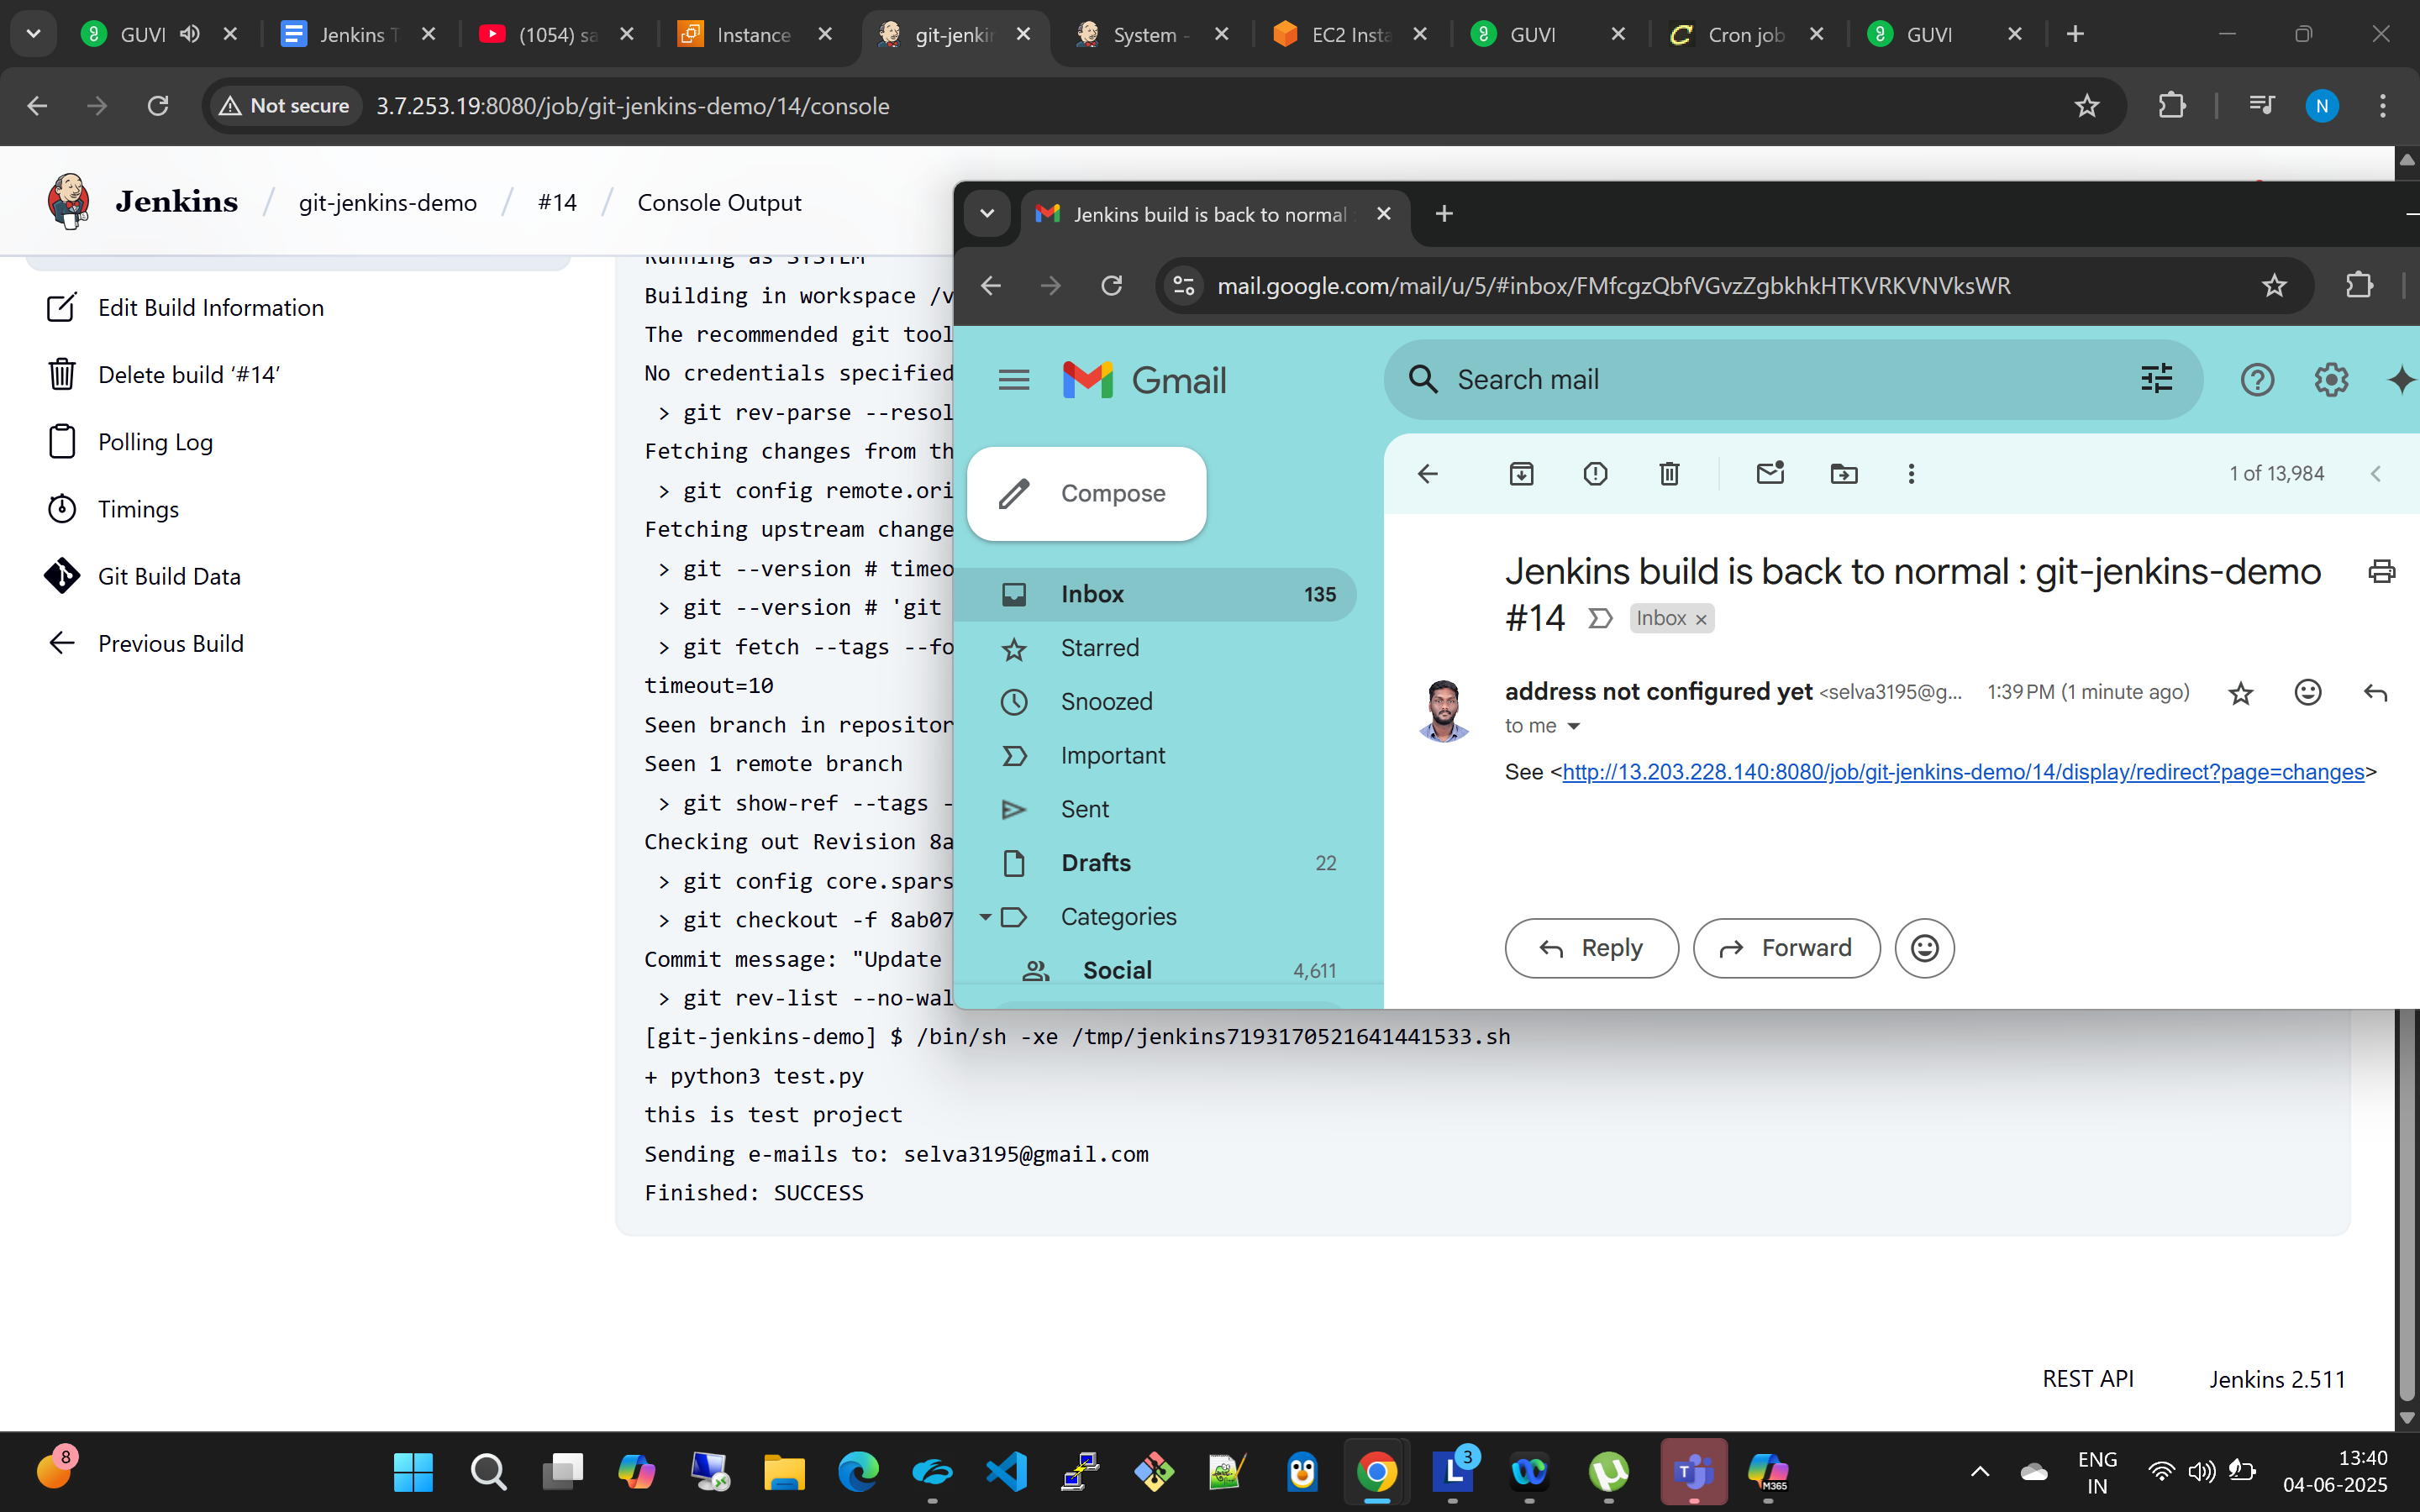 GUVI
Jenkins T
(1054) sa
Instance
git-jenki
System -
EC2 Insta
GUVI
Cron job
GUVI
Not secure
3.7.253.19:8080/job/git-jenkins-demo/14/console
N
Jenkins / git-jenkins-demo / #14 / Console Output
Edit Build Information
Delete build ‘#14’
Polling Log
Timings
Git Build Data
Previous Build
Running as SYSTEM
Building in workspace /v
The recommended git tool
No credentials specified
> git rev-parse --resol
Fetching changes from th
> git config remote.ori
Fetching upstream change
> git --version # timeo
> git --version # 'git
> git fetch --tags --fo
timeout=10
Seen branch in repositor
Seen 1 remote branch
> git show-ref --tags -
Checking out Revision 8a
> git config core.spars
> git checkout -f 8ab07
Commit message: "Update
> git rev-list --no-wal
[git-jenkins-demo] $ /bin/sh -xe /tmp/jenkins7193170521641441533.sh
+ python3 test.py
this is test project
Sending e-mails to: selva3195@gmail.com
Finished: SUCCESS
REST API
Jenkins 2.511
Jenkins build is back to normal :
mail.google.com/mail/u/5/#inbox/FMfcgzQbfVGvzZgbkhkHTKVRKVNVksWR
Gmail
Search mail
Compose
1 of 13,984
Inbox 135
Starred
Snoozed
Important
Sent
Drafts 22
Categories
Social 4,611
Jenkins build is back to normal : git-jenkins-demo
#14 Inbox ×
address not configured yet <selva3195@g... 1:39 PM (1 minute ago)
to me
See <http://13.203.228.140:8080/job/git-jenkins-demo/14/display/redirect?page=changes>
Reply
Forward
8
L
3
T
M365
ENG
IN
13:40
04-06-2025